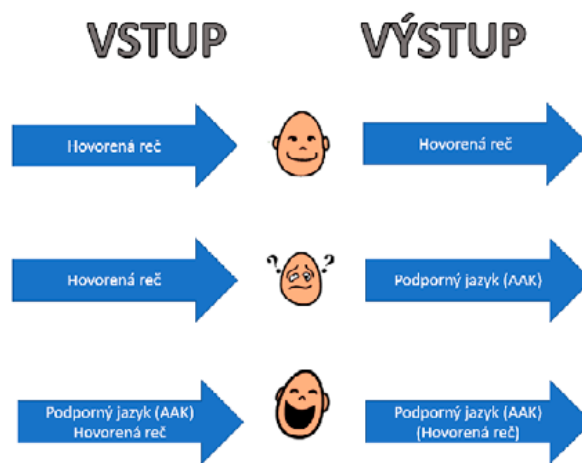 VSTUP VÝSTUP
Hovorená reč
Hovorená reč
Hovorená reč
? ?
Podporný jazyk (AAK)
Podporný jazyk (AAK)
Hovorená reč
Podporný jazyk (AAK)
(Hovorená reč)